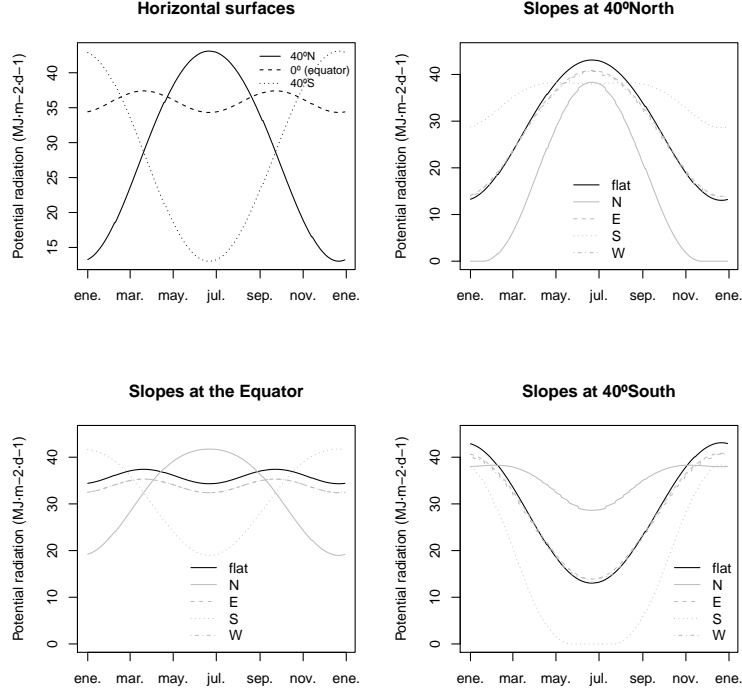 Horizontal surfaces
Potential radiation (MJ·m−2·d−1)
40
35
30
25
20
15
40ºN
0º (equator)
40ºS
ene. mar. may. jul. sep. nov. ene.
Slopes at 40ºNorth
Potential radiation (MJ·m−2·d−1)
40
30
20
10
0
flat
N
E
S
W
ene. mar. may. jul. sep. nov. ene.
Slopes at the Equator
Potential radiation (MJ·m−2·d−1)
40
30
20
10
0
flat
N
E
S
W
ene. mar. may. jul. sep. nov. ene.
Slopes at 40ºSouth
Potential radiation (MJ·m−2·d−1)
40
30
20
10
0
flat
N
E
S
W
ene. mar. may. jul. sep. nov. ene.